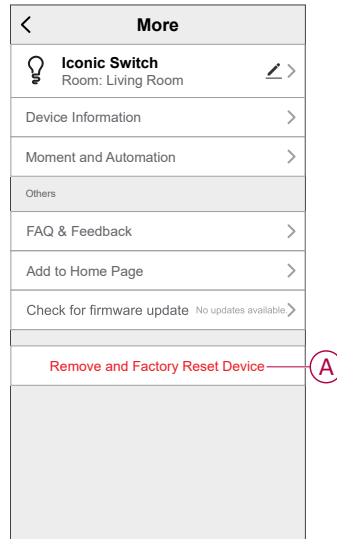 More
Iconic Switch
Room: Living Room
Device Information
Moment and Automation
Others
FAQ & Feedback
Add to Home Page
Check for firmware update No updates available.
Remove and Factory Reset Device
A